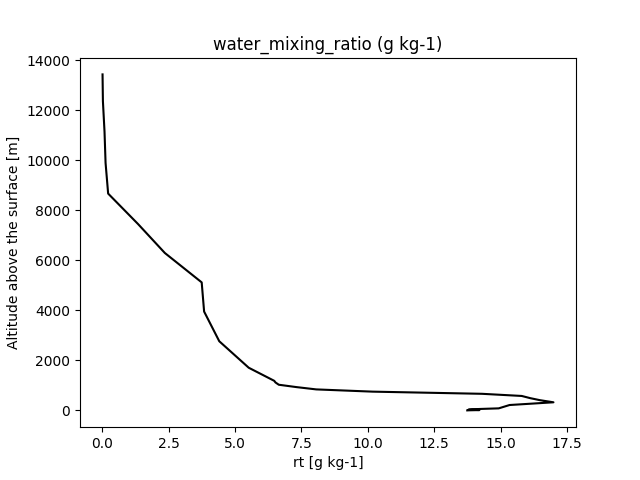 water_mixing_ratio (g kg-1)
Altitude above the surface [m]
14000
12000
10000
8000
6000
4000
2000
0
0.0 2.5 5.0 7.5 10.0 12.5 15.0 17.5
rt [g kg-1]